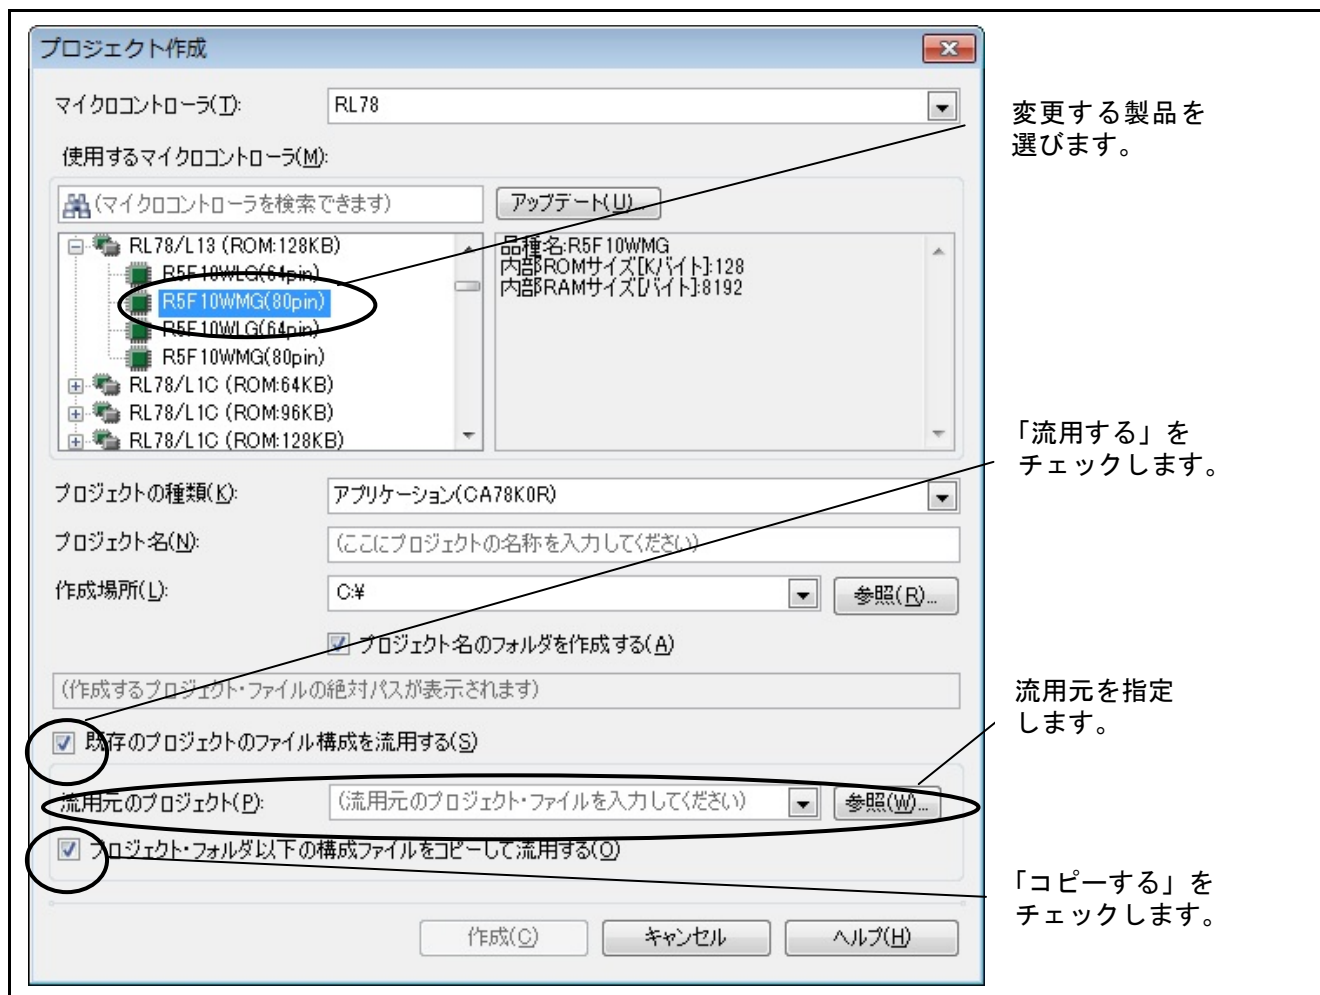 プロジェクト作成
マイクロコントローラ(T): RL78
変更する製品を
選びます。
使用するマイクロコントローラ(M):
(マイクロコントローラを検索できます) アップデート(U)...
RL78/L13 (ROM:128KB)
R5F10WLG(64pin)
R5F10WMG(80pin)
R5F10WLG(64pin)
R5F10WMG(80pin)
RL78/L1C (ROM:64KB)
RL78/L1C (ROM:96KB)
RL78/L1C (ROM:128KB)
品種名:R5F10WMG
内部ROMサイズ[Kバイト]:128
内部RAMサイズ[バイト]:8192
「流用する」を
チェックします。
プロジェクトの種類(K): アプリケーション(CA78K0R)
プロジェクト名(N): (ここにプロジェクトの名称を入力してください)
作成場所(L): C:¥ 参照(R)...
プロジェクト名のフォルダを作成する(A)
(作成するプロジェクト・ファイルの絶対パスが表示されます)
流用元を指定
します。
既存のプロジェクトのファイル構成を流用する(S)
流用元のプロジェクト(P): (流用元のプロジェクト・ファイルを入力してください) 参照(W)...
プロジェクト・フォルダ以下の構成ファイルをコピーして流用する(O)
「コピーする」を
チェックします。
作成(C) キャンセル ヘルプ(H)